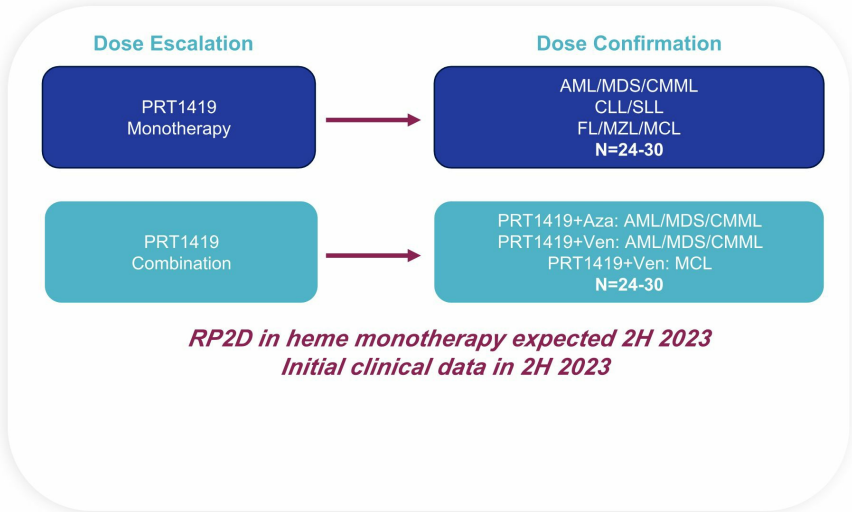 Dose Escalation
Dose Confirmation
PRT1419
Monotherapy
AML/MDS/CMML
CLL/SLL
FL/MZL/MCL
N=24-30
PRT1419
Combination
PRT1419+Aza: AML/MDS/CMML
PRT1419+Ven: AML/MDS/CMML
PRT1419+Ven: MCL
N=24-30
RP2D in heme monotherapy expected 2H 2023
Initial clinical data in 2H 2023